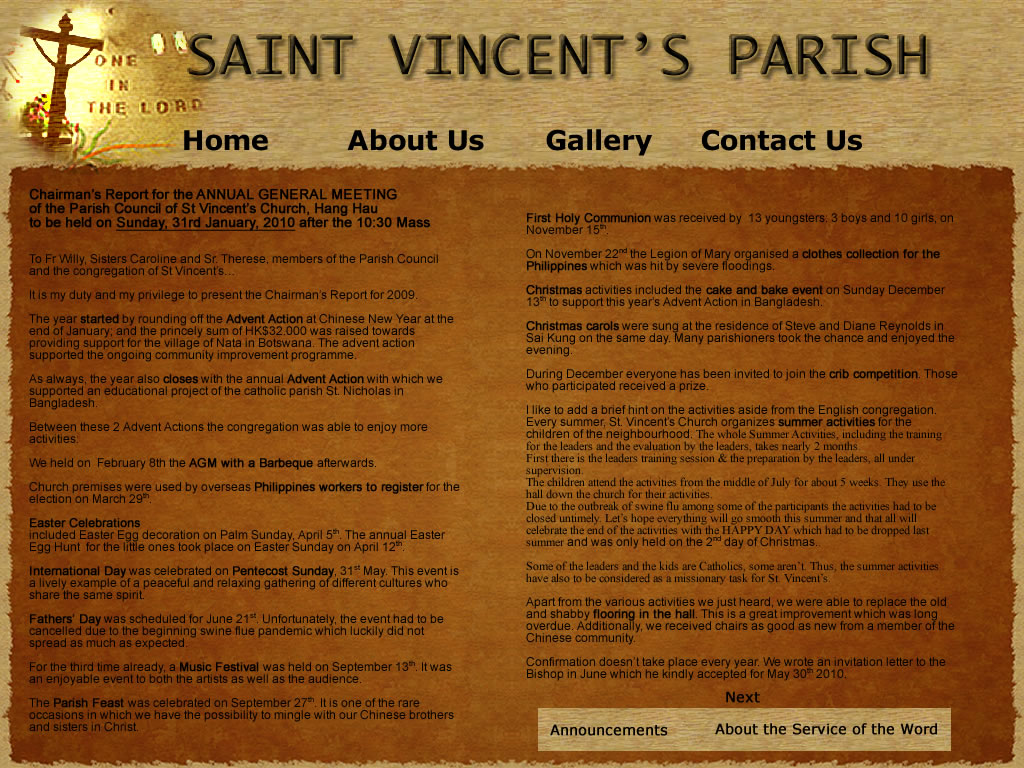 ONE
IN
THE LORD
SAINT VINCENT'S PARISH
Home About Us Gallery Contact Us
Chairman's Report for the ANNUAL GENERAL MEETING
of the Parish Council of St Vincent's Church, Hang Hau
to be held on Sunday, 31rd January, 2010 after the 10:30 Mass
To Fr Willy, Sisters Caroline and Sr. Therese, members of the Parish Council
and the congregation of St Vincent's...
It is my duty and my privilege to present the Chairman's Report for 2009.
The year started by rounding off the Advent Action at Chinese New Year at the
end of January; and the princely sum of HK$32.000 was raised towards
providing support for the village of Nata in Botswana. The advent action
supported the ongoing community improvement programme.
As always, the year also closes with the annual Advent Action with which we
supported an educational project of the catholic parish St. Nicholas in
Bangladesh.
Between these 2 Advent Actions the congregation was able to enjoy more
activities:
We held on February 8th the AGM with a Barbeque afterwards.
Church premises were used by overseas Philippines workers to register for the
election on March 29th.
Easter Celebrations
included Easter Egg decoration on Palm Sunday, April 5th. The annual Easter
Egg Hunt for the little ones took place on Easter Sunday on April 12th.
International Day was celebrated on Pentecost Sunday, 31st May. This event is
a lively example of a peaceful and relaxing gathering of different cultures who
share the same spirit.
Fathers' Day was scheduled for June 21st. Unfortunately, the event had to be
cancelled due to the beginning swine flue pandemic which luckily did not
spread as much as expected.
For the third time already, a Music Festival was held on September 13th. It was
an enjoyable event to both the artists as well as the audience.
The Parish Feast was celebrated on September 27th. It is one of the rare
occasions in which we have the possibility to mingle with our Chinese brothers
and sisters in Christ.
First Holy Communion was received by 13 youngsters: 3 boys and 10 girls, on
November 15th.
On November 22nd the Legion of Mary organised a clothes collection for the
Philippines which was hit by severe floodings.
Christmas activities included the cake and bake event on Sunday December
13th to support this year's Advent Action in Bangladesh.
Christmas carols were sung at the residence of Steve and Diane Reynolds in
Sai Kung on the same day. Many parishioners took the chance and enjoyed the
evening.
During December everyone has been invited to join the crib competition. Those
who participated received a prize.
I like to add a brief hint on the activities aside from the English congregation.
Every summer, St. Vincent's Church organizes summer activities for the
children of the neighbourhood. The whole Summer Activities, including the training
for the leaders and the evaluation by the leaders, takes nearly 2 months.
First there is the leaders training session & the preparation by the leaders, all under
supervision.
The children attend the activities from the middle of July for about 5 weeks. They use the
hall down the church for their activities.
Due to the outbreak of swine flu among some of the participants the activities had to be
closed untimely. Let's hope everything will go smooth this summer and that all will
celebrate the end of the activities with the HAPPY DAY which had to be dropped last
summer and was only held on the 2nd day of Christmas..
Some of the leaders and the kids are Catholics, some aren't. Thus, the summer activities
have also to be considered as a missionary task for St. Vincent's.
Apart from the various activities we just heard, we were able to replace the old
and shabby flooring in the hall. This is a great improvement which was long
overdue. Additionally, we received chairs as good as new from a member of the
Chinese community.
Confirmation doesn't take place every year. We wrote an invitation letter to the
Bishop in June which he kindly accepted for May 30th 2010.
Next
Announcements About the Service of the Word